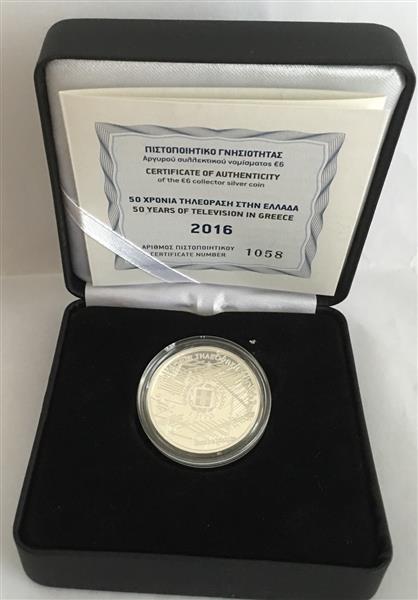 ΠΙΣΤΟΠΟΙΗΤΙΚΟ ΓΝΗΣΙΟΤΗΤΑΣ
Αργυρού συλλεκτικού νομίσματος €6
CERTIFICATE OF AUTHENTICITY
of the €6 collector silver coin
50 ΧΡΟΝΙΑ ΤΗΛΕΟΡΑΣΗ ΣΤΗΝ ΕΛΛΑΔΑ
50 YEARS OF TELEVISION IN GREECE
2016
ΑΡΙΘΜΟΣ ΠΙΣΤΟΠΟΙΗΤΙΚΟΥ
CERTIFICATE NUMBER 1058